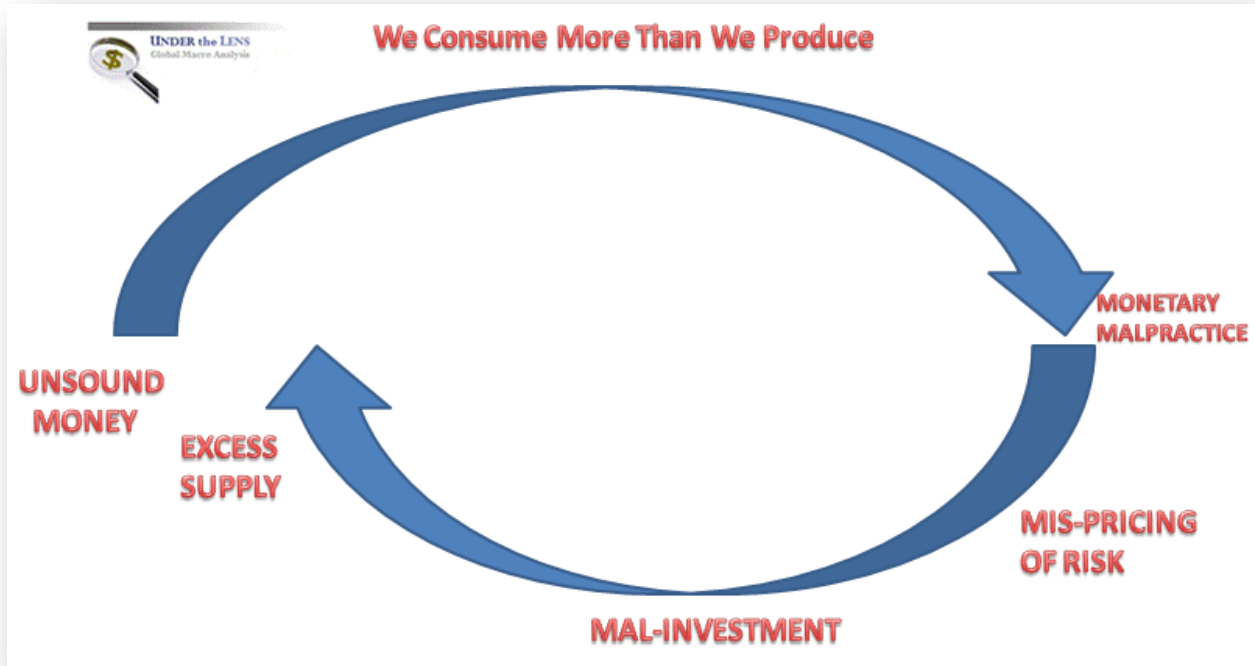 UNDER the LENS
Global Macro Analysis
We Consume More Than We Produce
MONETARY
MALPRACTICE
UNSOUND
MONEY
EXCESS
SUPPLY
MIS-PRICING
OF RISK
MAL-INVESTMENT
$